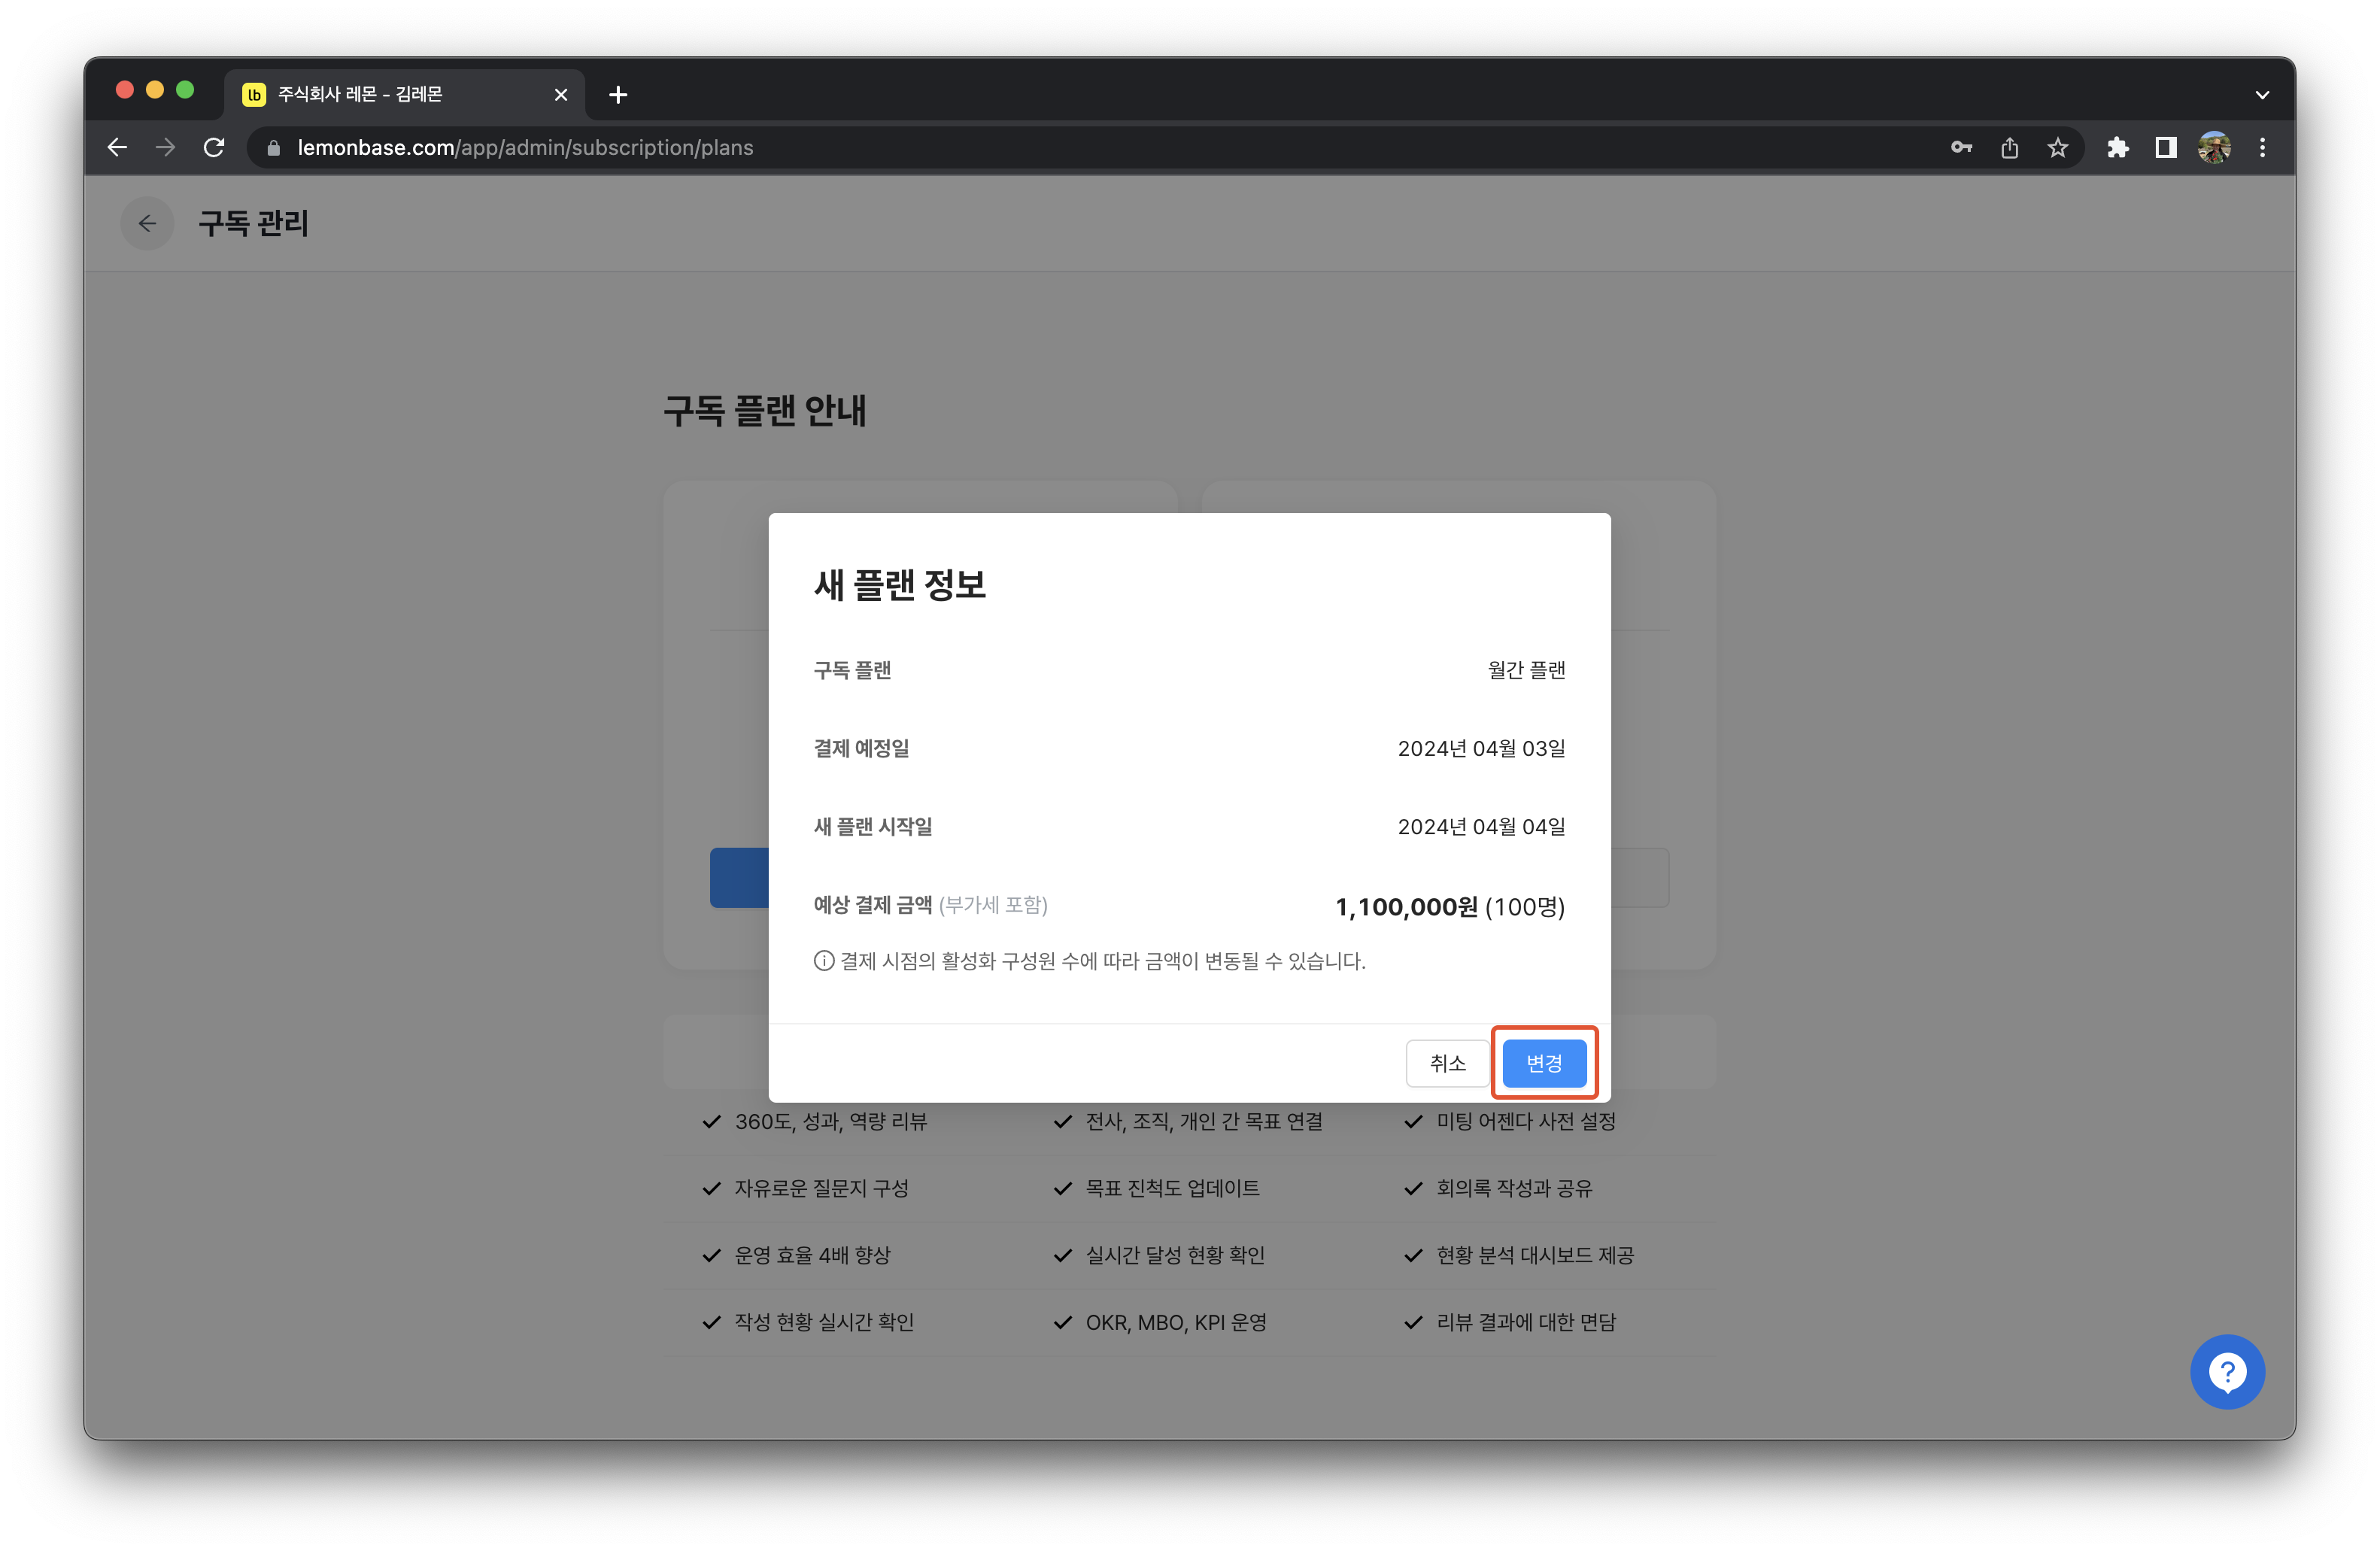 lb 주식회사 레몬 - 김레몬
lemonbase.com/app/admin/subscription/plans
구독 관리
구독 플랜 안내
새 플랜 정보
구독 플랜 월간 플랜
결제 예정일 2024년 04월 03일
새 플랜 시작일 2024년 04월 04일
예상 결제 금액 (부가세 포함) 1,100,000원 (100명)
결제 시점의 활성화 구성원 수에 따라 금액이 변동될 수 있습니다.
취소 변경
360도, 성과, 역량 리뷰 전사, 조직, 개인 간 목표 연결 미팅 어젠다 사전 설정
자유로운 질문지 구성 목표 진척도 업데이트 회의록 작성과 공유
운영 효율 4배 향상 실시간 달성 현황 확인 현황 분석 대시보드 제공
작성 현황 실시간 확인 OKR, MBO, KPI 운영 리뷰 결과에 대한 면담